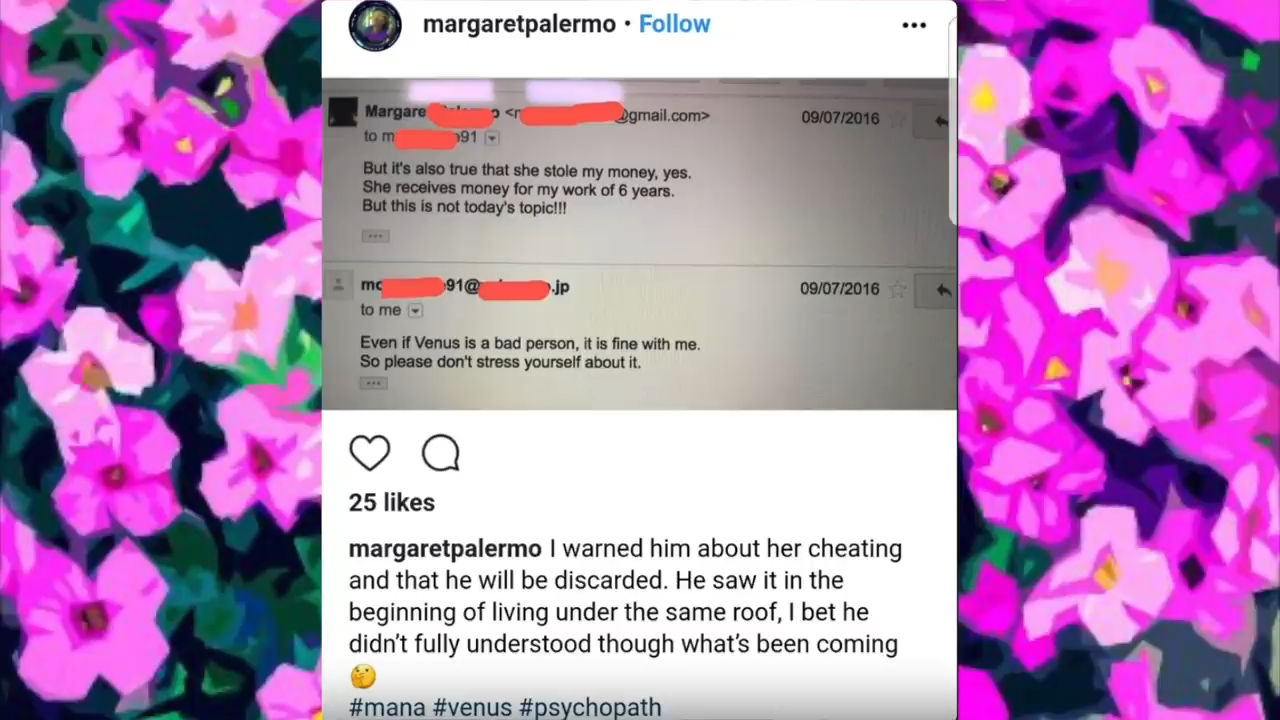 margaretpalermo • Follow
Margare <
@gmail.com>
09/07/2016
to m 91
But it's also true that she stole my money, yes.
She receives money for my work of 6 years.
But this is not today's topic!!!
91@ .jp
09/07/2016
to me
Even if Venus is a bad person, it is fine with me.
So please don't stress yourself about it.
25 likes
margaretpalermo I warned him about her cheating
and that he will be discarded. He saw it in the
beginning of living under the same roof, I bet he
didn't fully understood though what's been coming
🤔
#mana #venus #psychopath